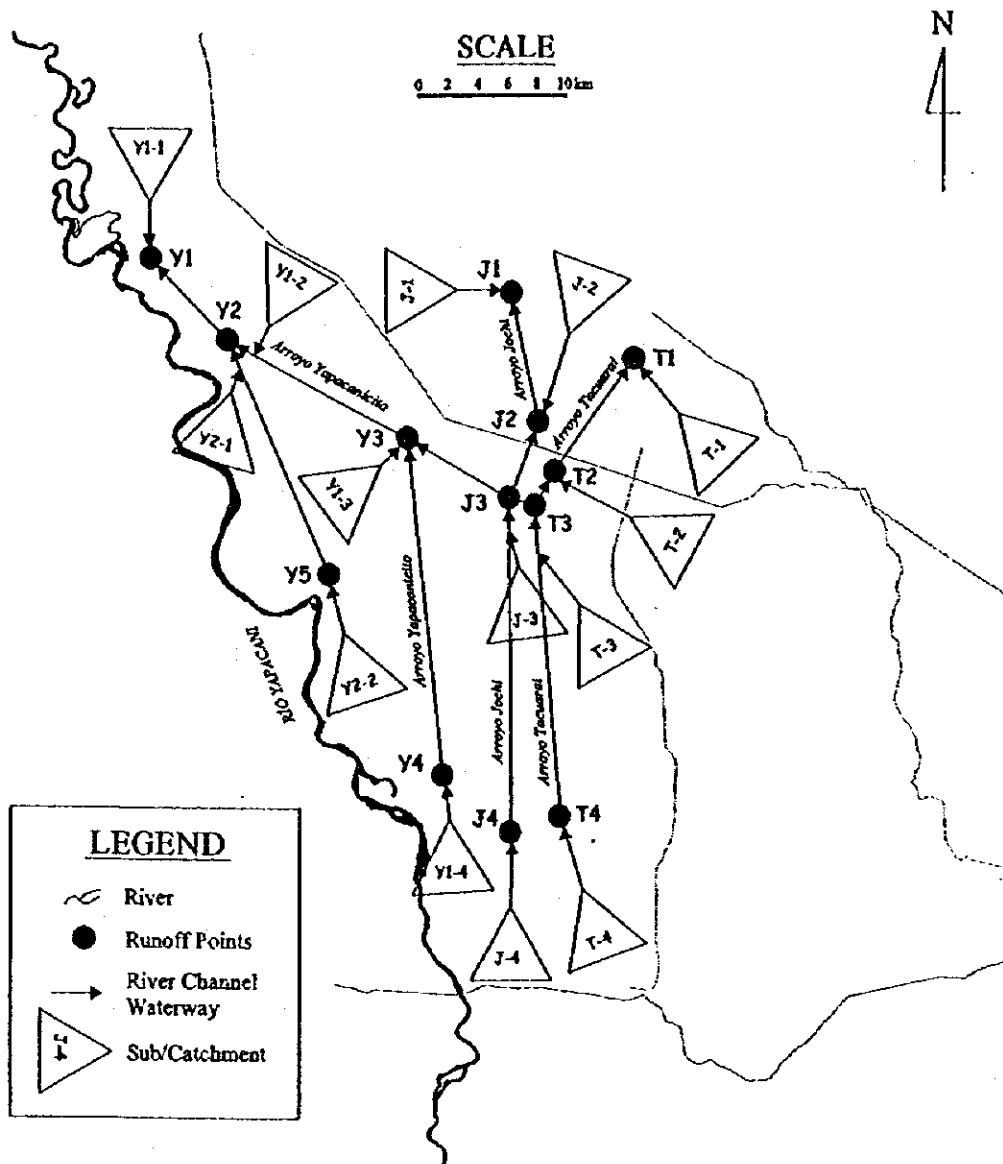 SCALE
0 2 4 6 8 10 km
N
Y1-1
Y1
Y1-2
J-1
J1
J-2
Y2
Arroyo Yapacanicito
Arroyo Jochi
T1
Arroyo Tacuaral
Y2-1
Y3
J2
T-1
Y1-3
J3
T2
T3
T-2
Y5
Arroyo Yapacanicito
J-3
T-3
RIO YAPACANI
Y2-2
Arroyo Jochi
Arroyo Tacuaral
Y4
J4
T4
Y1-4
J-4
T-4
LEGEND
River
Runoff Points
River Channel
Waterway
J-4
Sub/Catchment